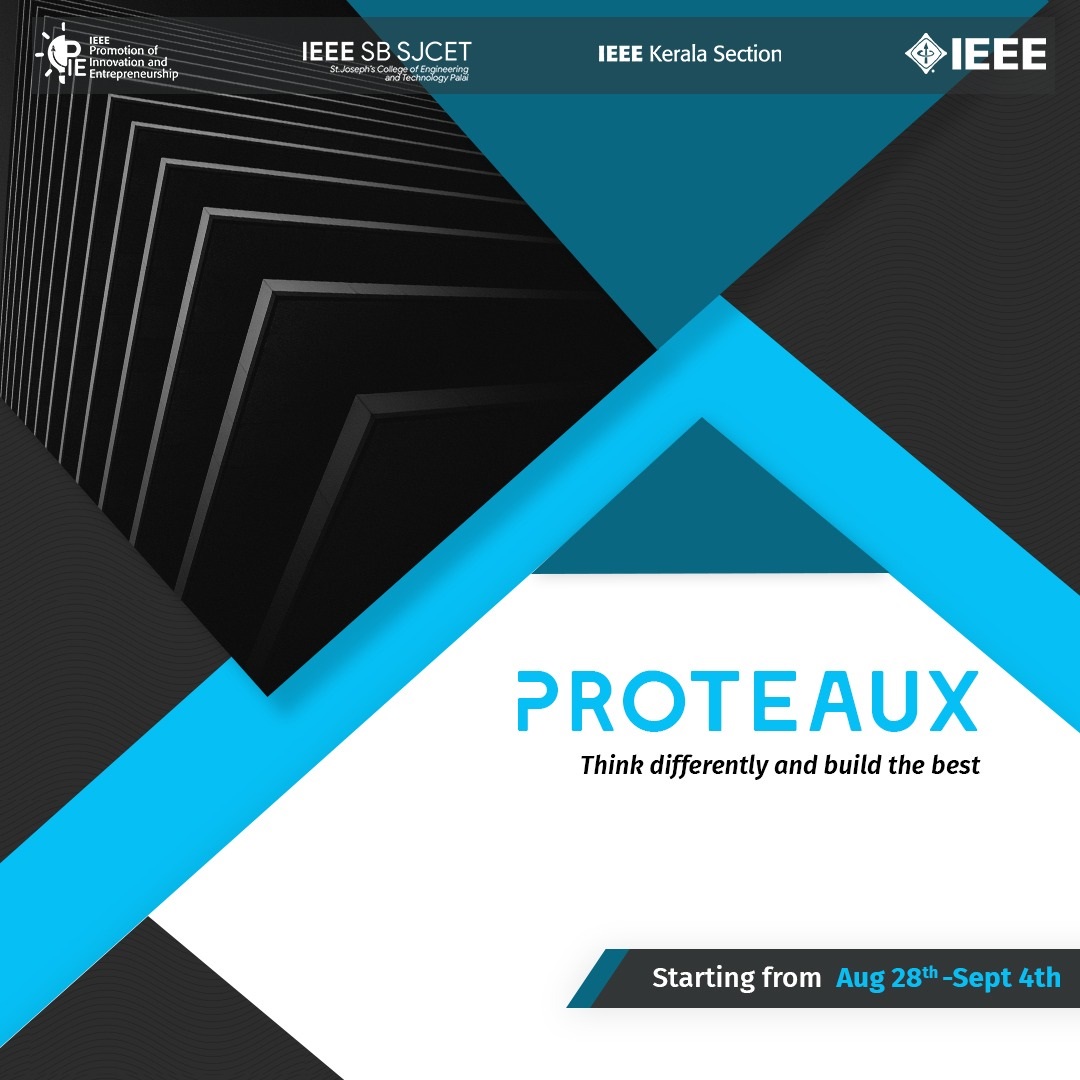 PIE
IEEE
Promotion of
Innovation and
Entrepreneurship
IEEE SB SJCET
St.Joseph's College of Engineering
and Technology Palai
IEEE Kerala Section
IEEE
PROTEAUX
Think differently and build the best
Starting from Aug 28th -Sept 4th